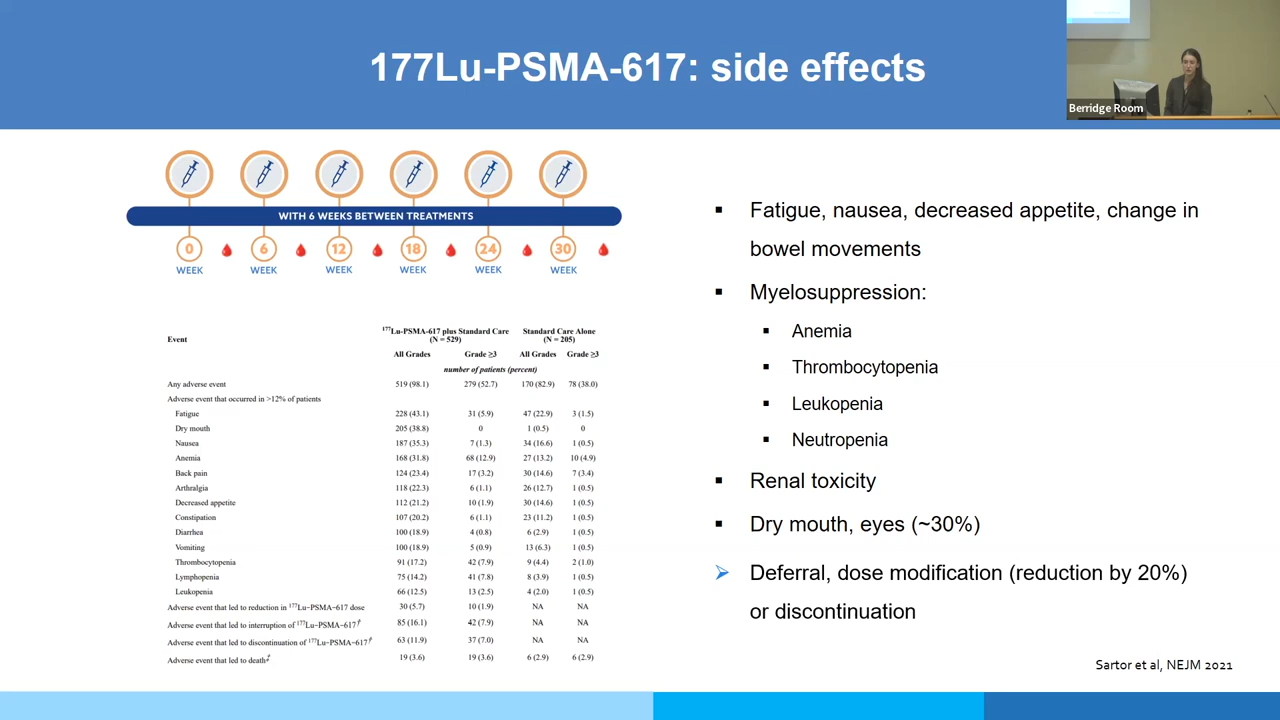 177Lu-PSMA-617: side effects
Berridge Room
WITH 6 WEEKS BETWEEN TREATMENTS
0 6 12 18 24 30
WEEK WEEK WEEK WEEK WEEK WEEK
177Lu-PSMA-617 plus Standard Care Standard Care Alone
Event (N = 529) (N = 205)
All Grades Grade ≥3 All Grades Grade ≥3
number of patients (percent)
Any adverse event 519 (98.1) 279 (52.7) 170 (82.9) 78 (38.0)
Adverse event that occurred in >12% of patients
Fatigue 228 (43.1) 31 (5.9) 47 (22.9) 3 (1.5)
Dry mouth 205 (38.8) 0 1 (0.5) 0
Nausea 187 (35.3) 7 (1.3) 34 (16.6) 1 (0.5)
Anemia 168 (31.8) 68 (12.9) 27 (13.2) 10 (4.9)
Back pain 124 (23.4) 17 (3.2) 30 (14.6) 7 (3.4)
Arthralgia 118 (22.3) 6 (1.1) 26 (12.7) 1 (0.5)
Decreased appetite 112 (21.2) 10 (1.9) 30 (14.6) 1 (0.5)
Constipation 107 (20.2) 6 (1.1) 23 (11.2) 1 (0.5)
Diarrhea 100 (18.9) 4 (0.8) 6 (2.9) 1 (0.5)
Vomiting 100 (18.9) 5 (0.9) 13 (6.3) 1 (0.5)
Thrombocytopenia 91 (17.2) 42 (7.9) 9 (4.4) 2 (1.0)
Lymphopenia 75 (14.2) 41 (7.8) 8 (3.9) 1 (0.5)
Leukopenia 66 (12.5) 13 (2.5) 4 (2.0) 1 (0.5)
Adverse event that led to reduction in 177Lu-PSMA-617 dose 30 (5.7) 10 (1.9) NA NA
Adverse event that led to interruption of 177Lu-PSMA-617† 85 (16.1) 42 (7.9) NA NA
Adverse event that led to discontinuation of 177Lu-PSMA-617† 63 (11.9) 37 (7.0) NA NA
Adverse event that led to death‡ 19 (3.6) 19 (3.6) 6 (2.9) 6 (2.9)
▪ Fatigue, nausea, decreased appetite, change in
bowel movements
▪ Myelosuppression:
▪ Anemia
▪ Thrombocytopenia
▪ Leukopenia
▪ Neutropenia
▪ Renal toxicity
▪ Dry mouth, eyes (~30%)
➢ Deferral, dose modification (reduction by 20%)
or discontinuation
Sartor et al, NEJM 2021